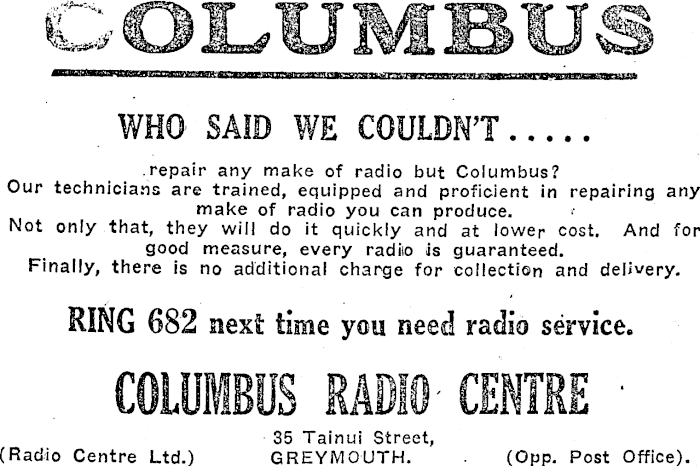 COLUMBUS
WHO SAID WE COULDN'T.....
repair any make of radio but Columbus?
Our technicians are trained, equipped and proficient in repairing any
make of radio you can produce.
Not only that, they will do it quickly and at lower cost. And for
good measure, every radio is guaranteed.
Finally, there is no additional charge for collection and delivery.
RING 682 next time you need radio service.
COLUMBUS RADIO CENTRE
35 Tainui Street,
(Radio Centre Ltd.) GREYMOUTH. (Opp. Post Office).